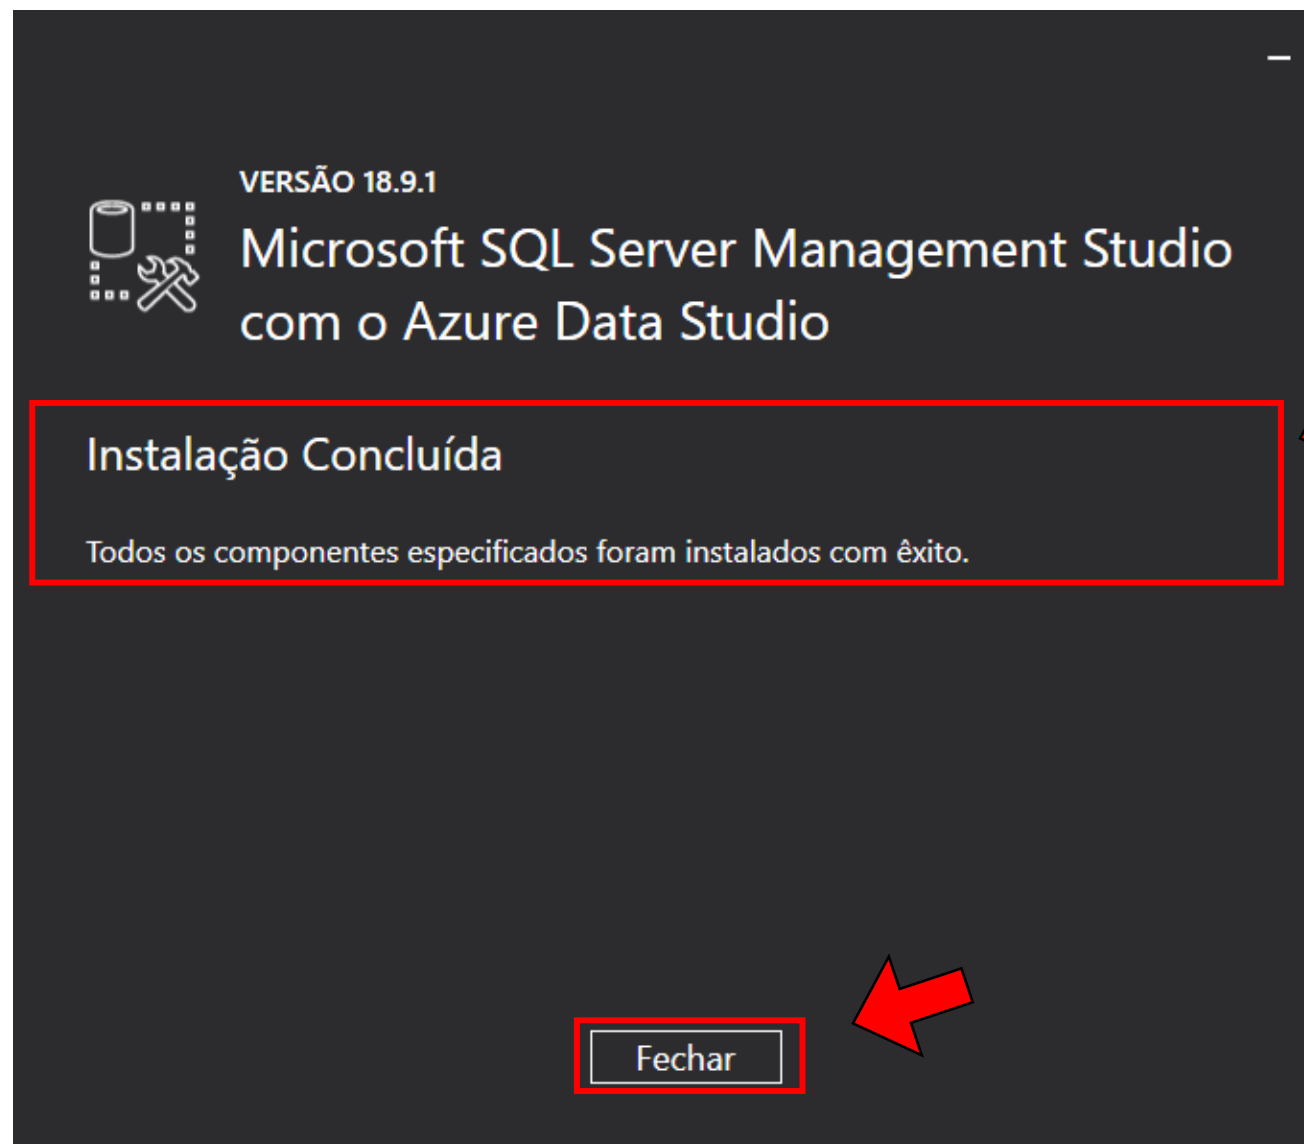 VERSÃO 18.9.1
Microsoft SQL Server Management Studio
com o Azure Data Studio
Instalação Concluída
Todos os componentes especificados foram instalados com êxito.
Fechar